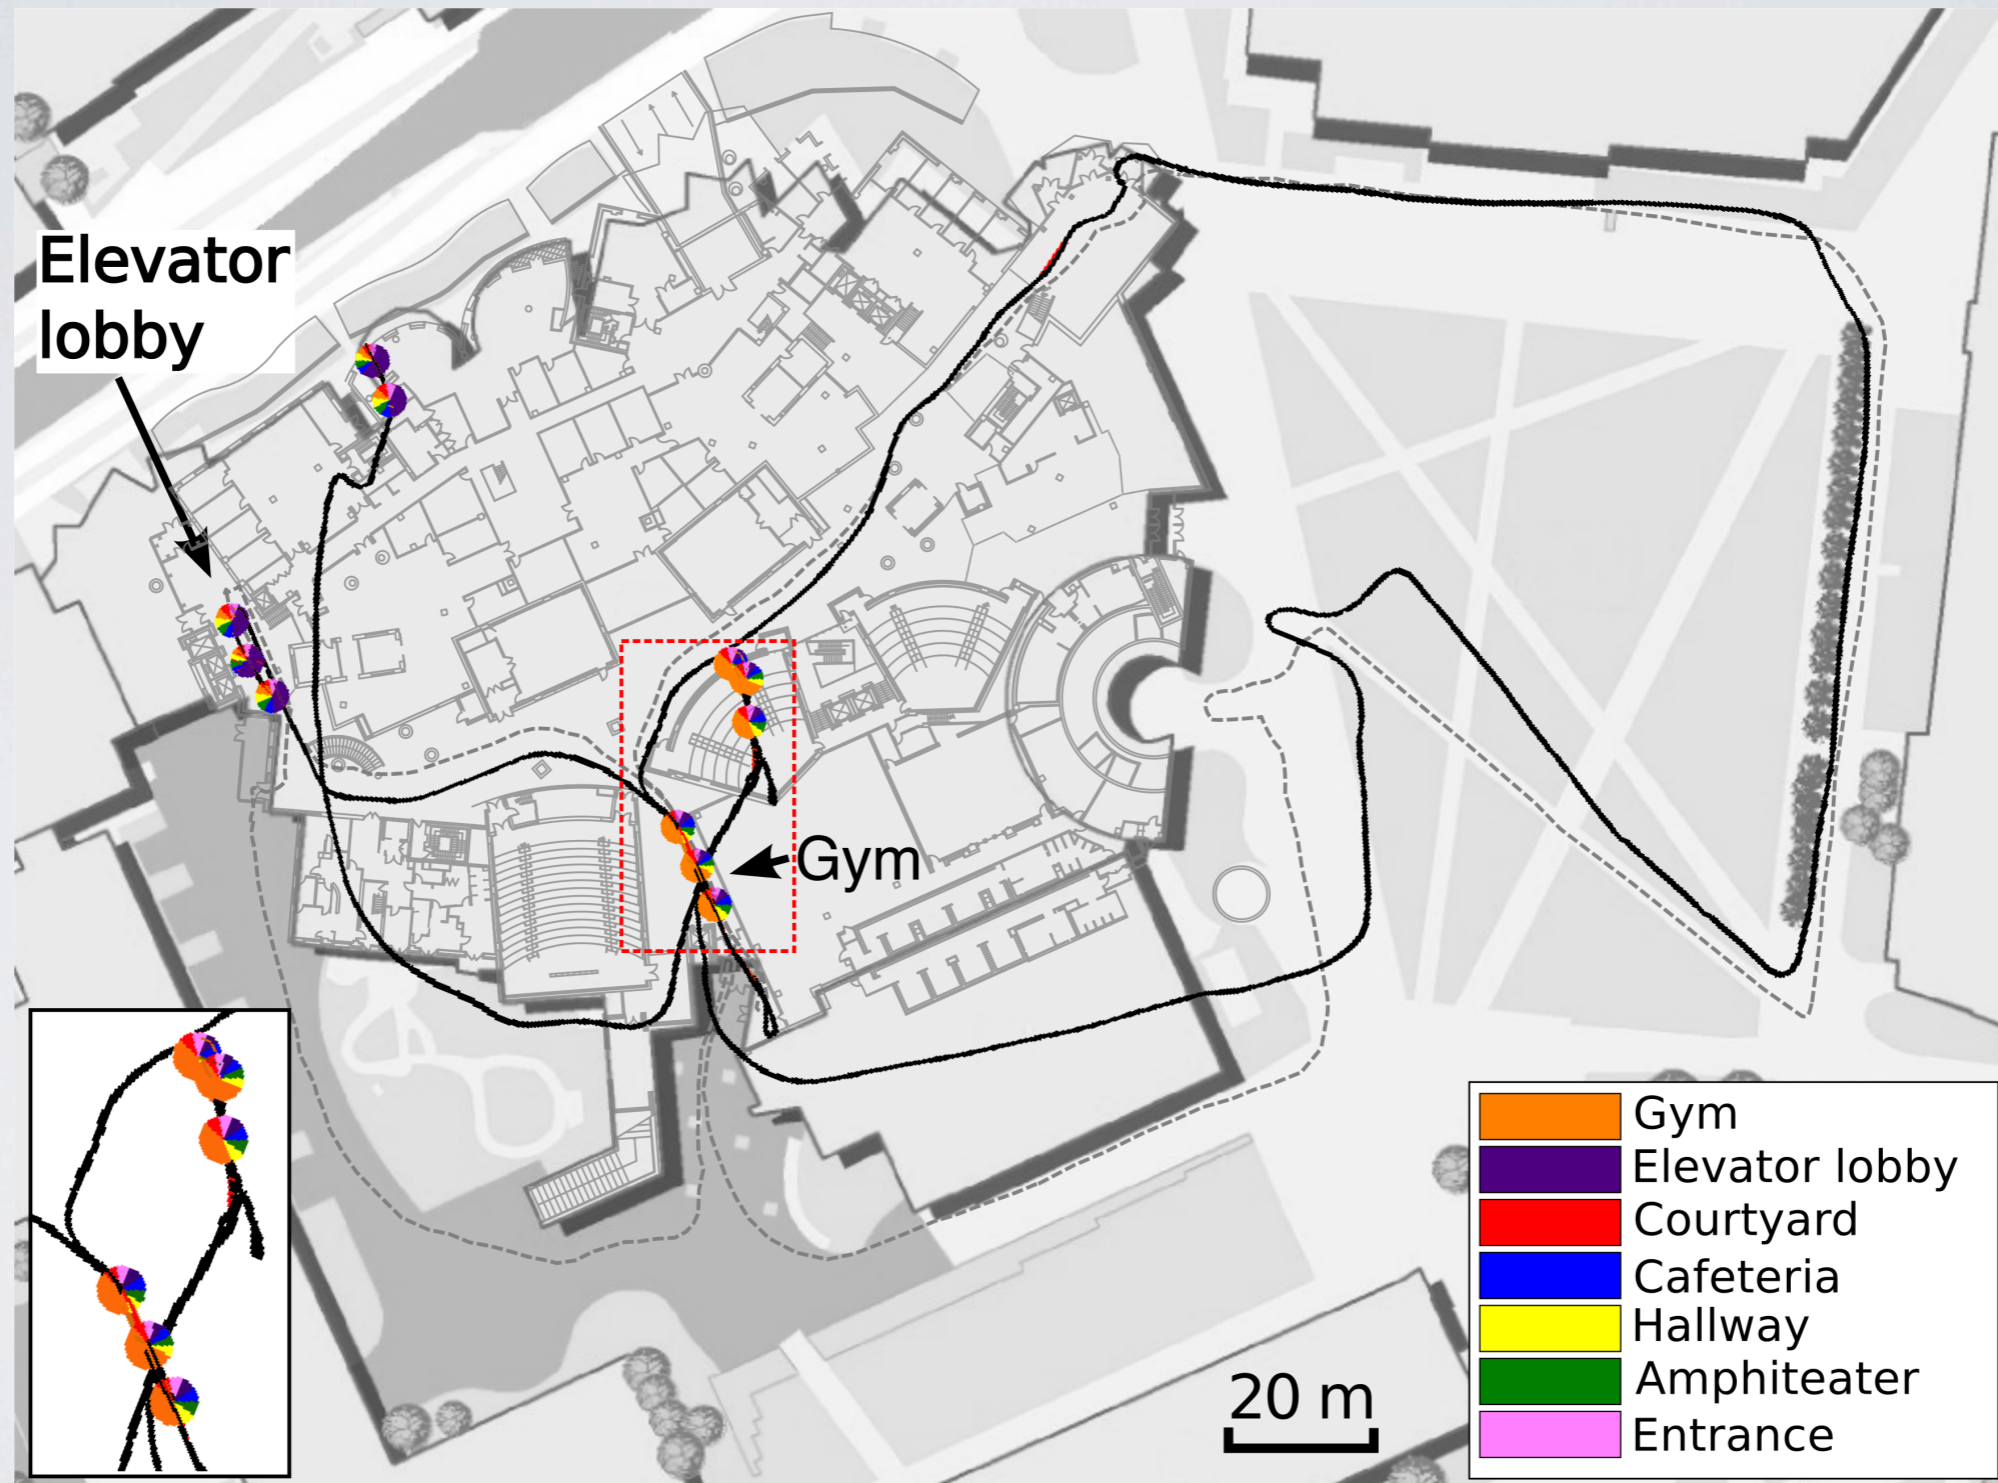 Elevator
lobby
Gym
20 m
Gym
Elevator lobby
Courtyard
Cafeteria
Hallway
Amphiteater
Entrance